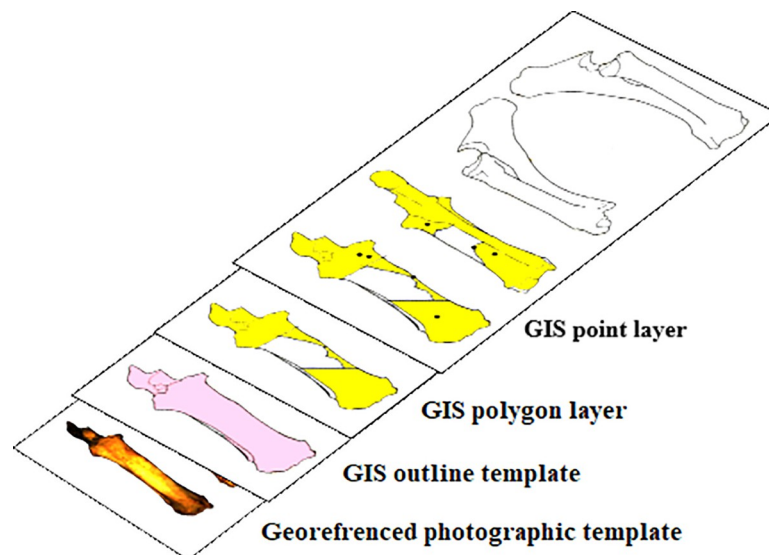 GIS point layer
GIS polygon layer
GIS outline template
Georefrenced photographic template